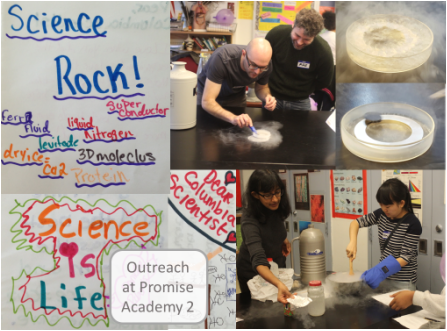 Science
Rock!
super
conductor
ferro
fluid
liquid
Nitrogen
levitade
dry ice=Co2
3D moleclus
Protein
Dear
Columbia
Scientist
Science
is
Life
Outreach
at Promise
Academy 2